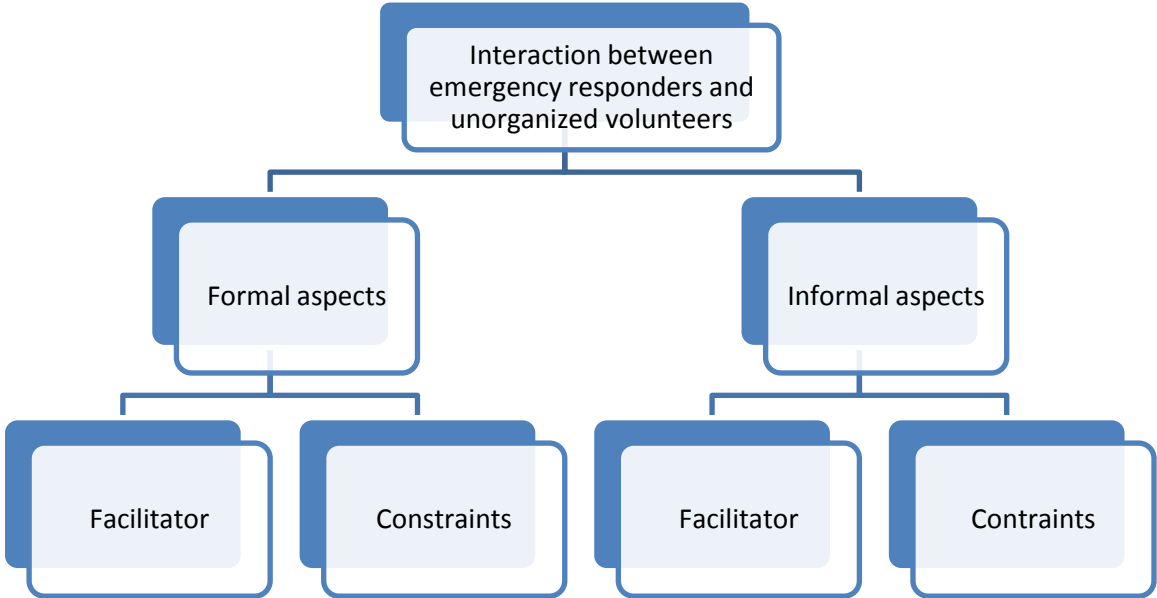 Interaction between
emergency responders and
unorganized volunteers
Formal aspects
Informal aspects
Facilitator
Constraints
Facilitator
Contraints